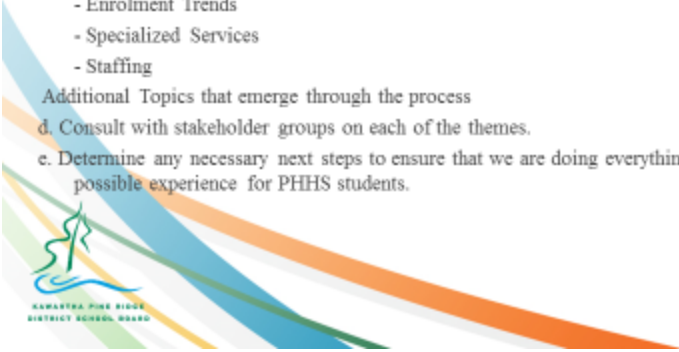 - Enrolment Trends
- Specialized Services
- Staffing
Additional Topics that emerge through the process
d. Consult with stakeholder groups on each of the themes.
e. Determine any necessary next steps to ensure that we are doing everythin
possible experience for PHHS students.
KAWARTHA PINE RIDGE
DISTRICT SCHOOL BOARD